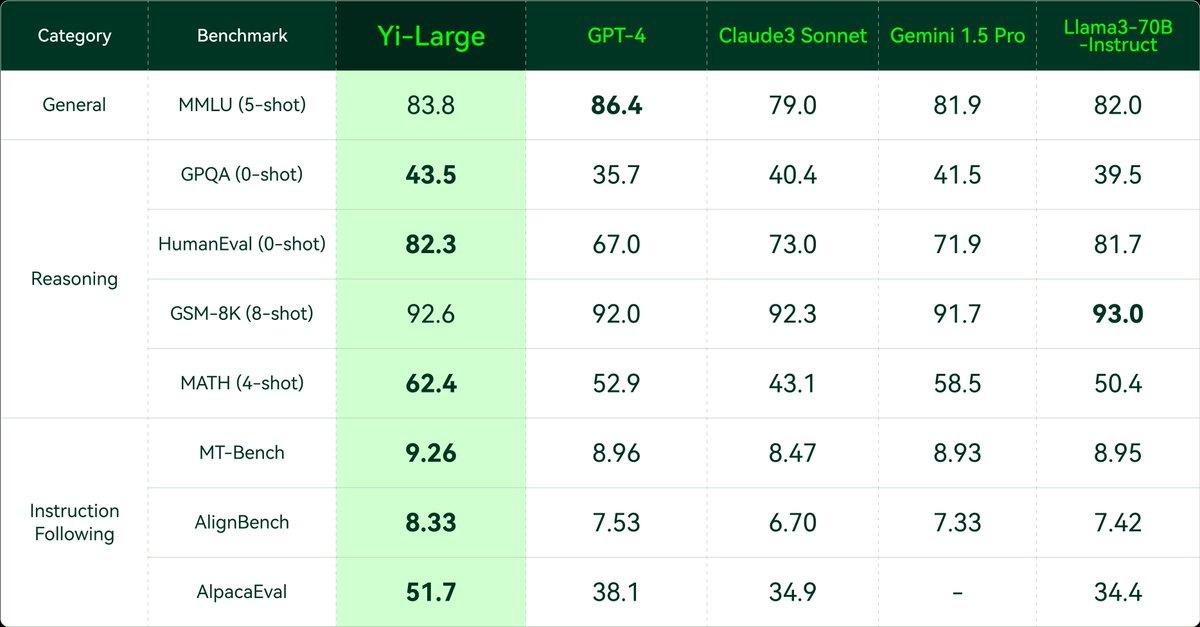 Category Benchmark Yi-Large GPT-4 Claude3 Sonnet Gemini 1.5 Pro Llama3-70B
-Instruct
General MMLU (5-shot) 83.8 86.4 79.0 81.9 82.0
GPQA (0-shot) 43.5 35.7 40.4 41.5 39.5
HumanEval (0-shot) 82.3 67.0 73.0 71.9 81.7
Reasoning
GSM-8K (8-shot) 92.6 92.0 92.3 91.7 93.0
MATH (4-shot) 62.4 52.9 43.1 58.5 50.4
MT-Bench 9.26 8.96 8.47 8.93 8.95
Instruction
Following
AlignBench 8.33 7.53 6.70 7.33 7.42
AlpacaEval 51.7 38.1 34.9 - 34.4